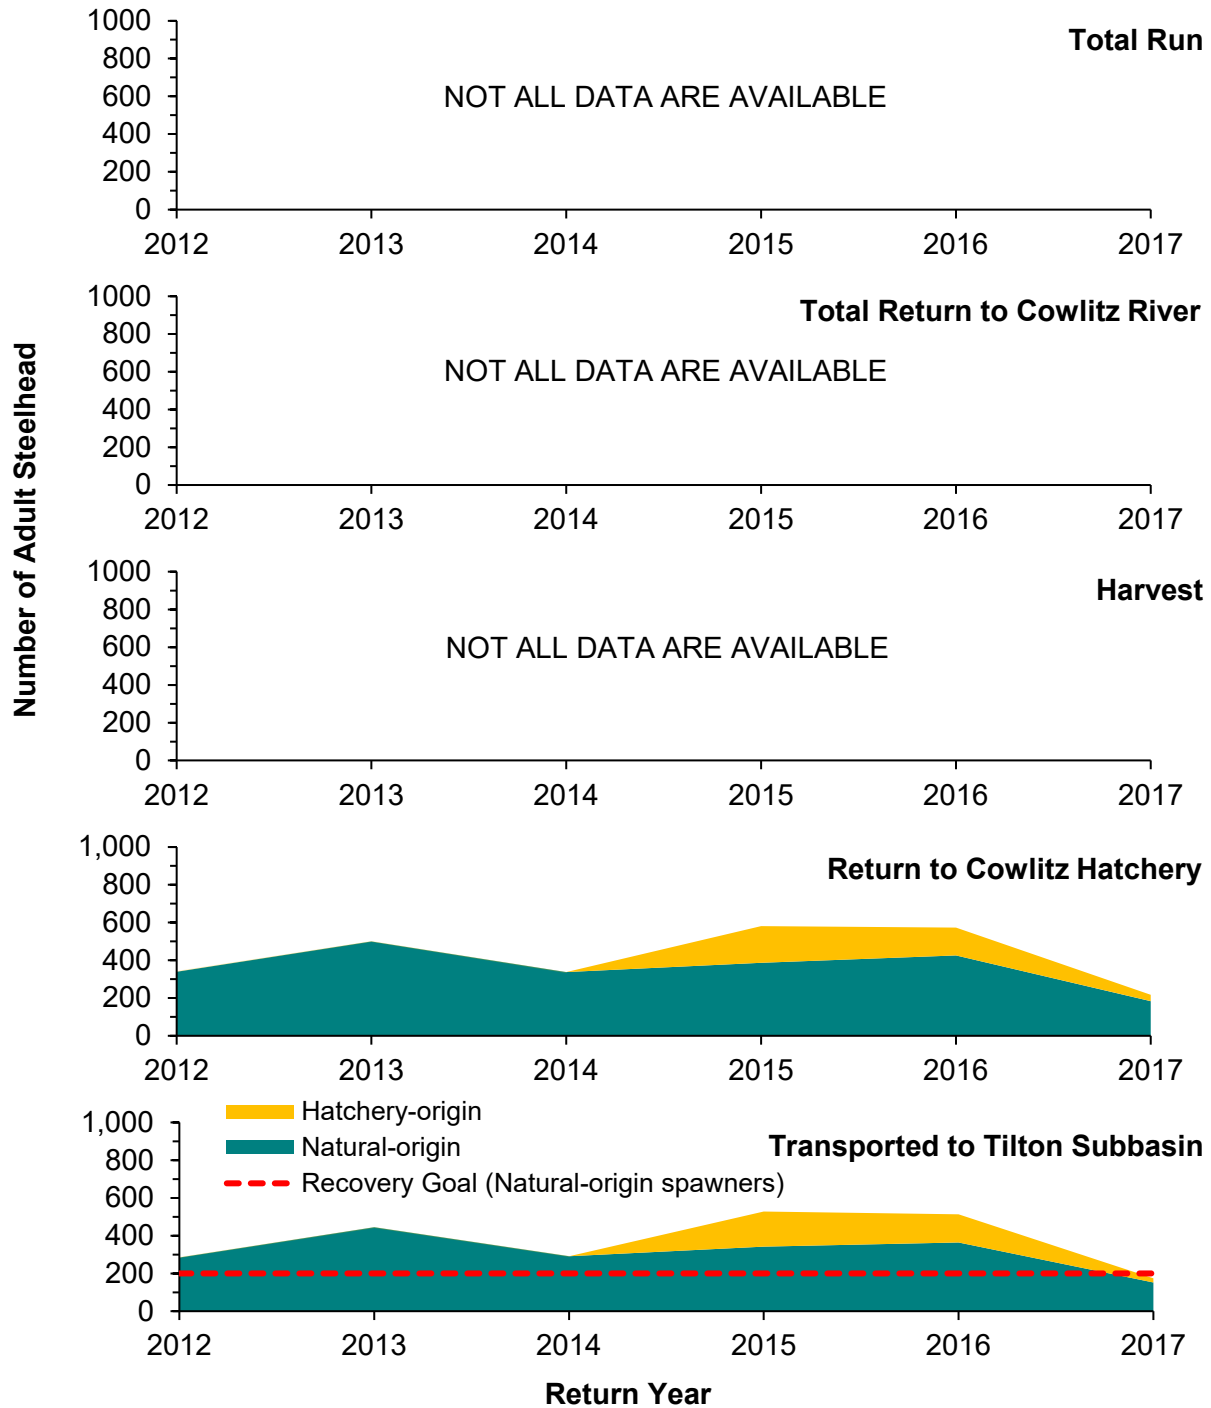 Number of Adult Steelhead
1000
800
600
400
200
0
Total Run
NOT ALL DATA ARE AVAILABLE
2012 2013 2014 2015 2016 2017
1000
800
600
400
200
0
Total Return to Cowlitz River
NOT ALL DATA ARE AVAILABLE
2012 2013 2014 2015 2016 2017
1000
800
600
400
200
0
Harvest
NOT ALL DATA ARE AVAILABLE
2012 2013 2014 2015 2016 2017
1,000
800
600
400
200
0
Return to Cowlitz Hatchery
2012 2013 2014 2015 2016 2017
1,000
800
600
400
200
0
Hatchery-origin
Natural-origin
Recovery Goal (Natural-origin spawners)
Transported to Tilton Subbasin
2012 2013 2014 2015 2016 2017
Return Year